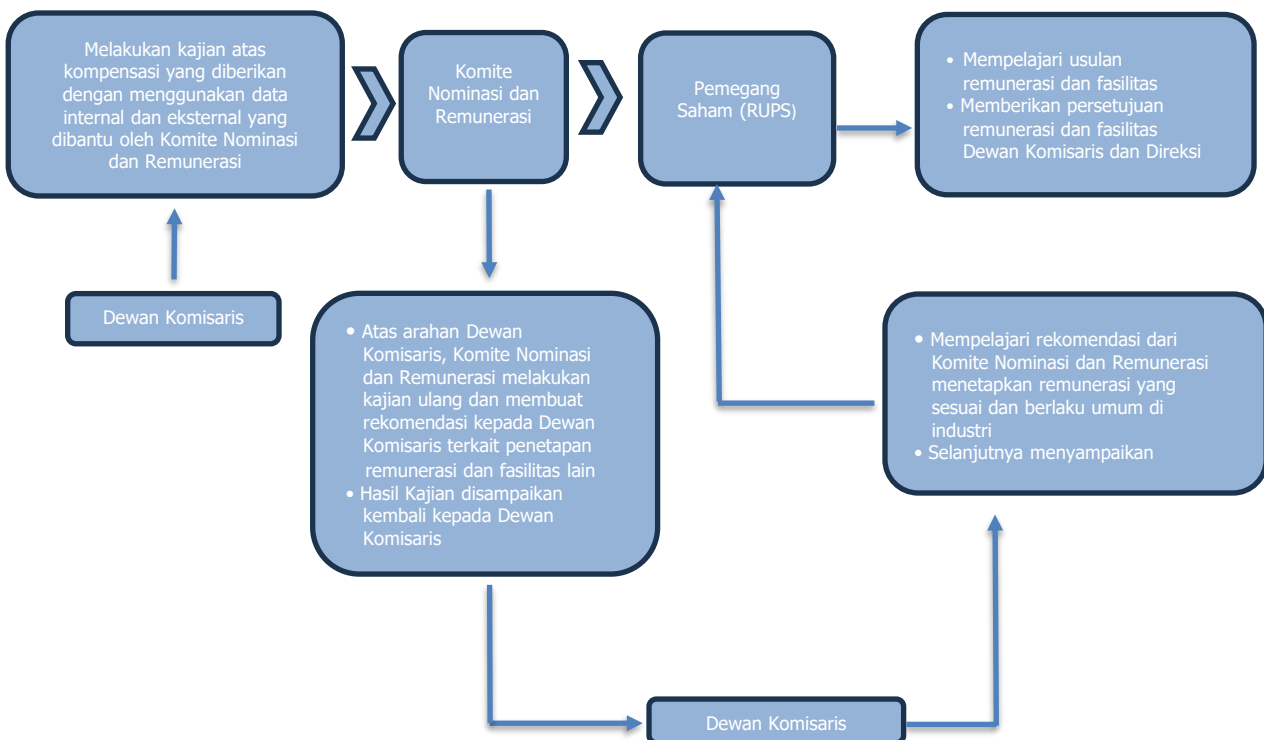 Melakukan kajian atas
kompensasi yang diberikan
dengan menggunakan data
internal dan eksternal yang
dibantu oleh Komite Nominasi
dan Remunerasi
Komite
Nominasi dan
Remunerasi
Pemegang
Saham (RUPS)
• Mempelajari usulan
remunerasi dan fasilitas
• Memberikan persetujuan
remunerasi dan fasilitas
Dewan Komisaris dan Direksi
Dewan Komisaris
• Atas arahan Dewan
Komisaris, Komite Nominasi
dan Remunerasi melakukan
kajian ulang dan membuat
rekomendasi kepada Dewan
Komisaris terkait penetapan
remunerasi dan fasilitas lain
• Hasil Kajian disampaikan
kembali kepada Dewan
Komisaris
• Mempelajari rekomendasi dari
Komite Nominasi dan Remunerasi
menetapkan remunerasi yang
sesuai dan berlaku umum di
industri
• Selanjutnya menyampaikan
Dewan Komisaris